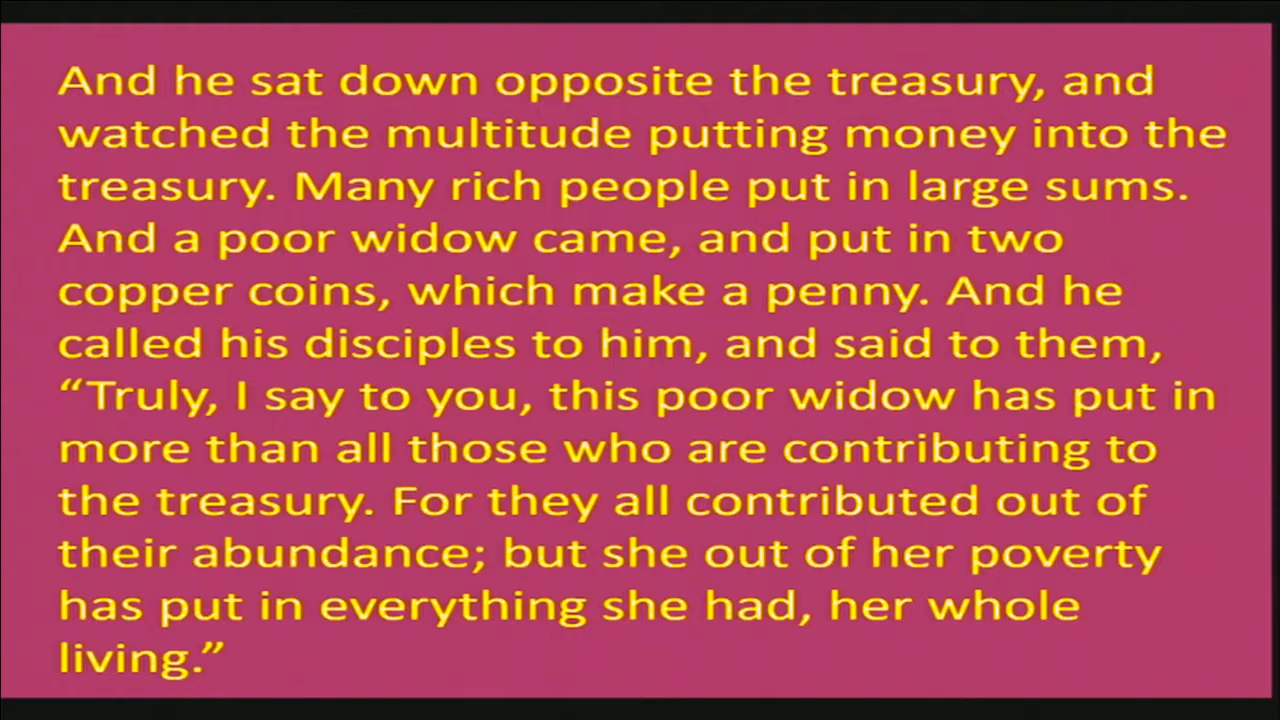 And he sat down opposite the treasury, and
watched the multitude putting money into the
treasury. Many rich people put in large sums.
And a poor widow came, and put in two
copper coins, which make a penny. And he
called his disciples to him, and said to them,
“Truly, I say to you, this poor widow has put in
more than all those who are contributing to
the treasury. For they all contributed out of
their abundance; but she out of her poverty
has put in everything she had, her whole
living.”